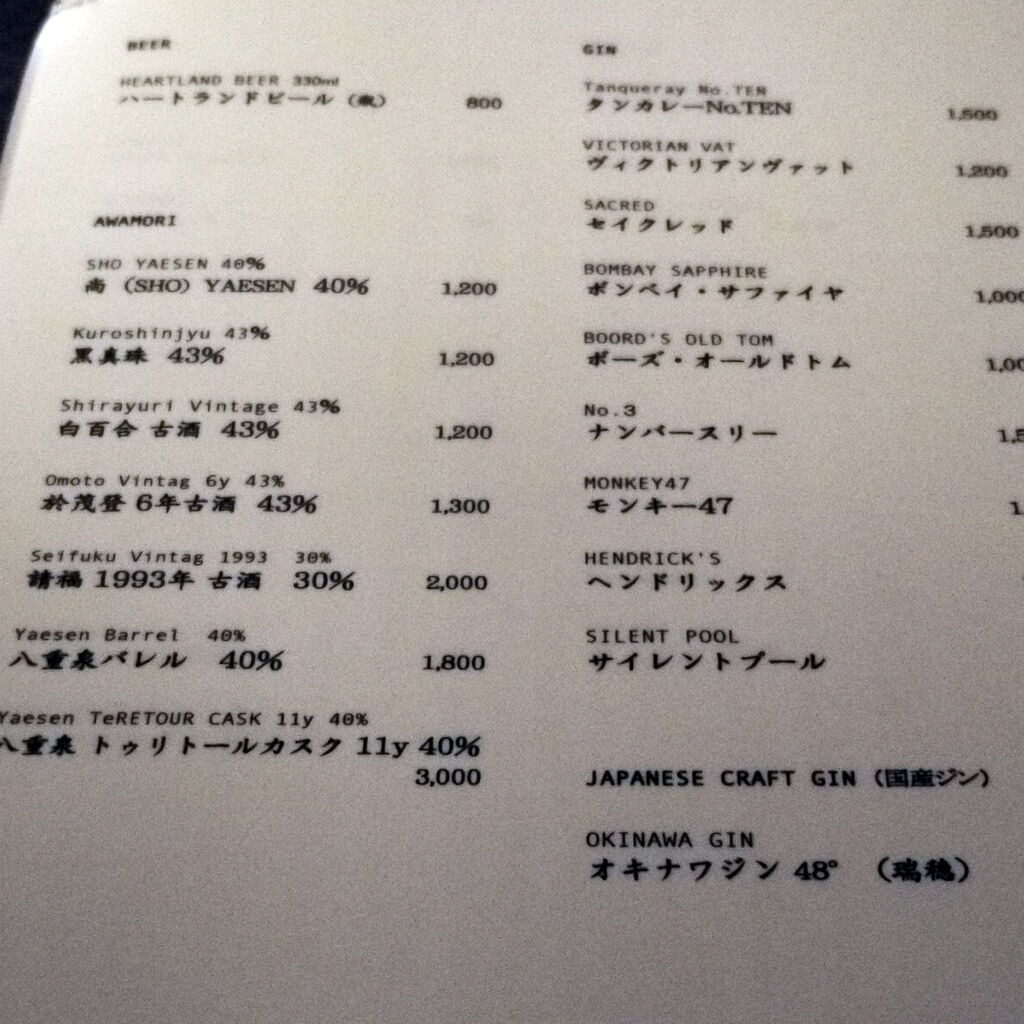 BEER
HEARTLAND BEER 330ml
ハートランドビール（瓶） 800
AWAMORI
SHO YAESEN 40%
尚（SHO）YAESEN 40% 1,200
Kuroshinjyu 43%
黒真珠 43% 1,200
Shirayuri Vintage 43%
白百合 古酒 43% 1,200
Omoto Vintag 6y 43%
於茂登 6年古酒 43% 1,300
Seifuku Vintag 1993 30%
請福 1993年 古酒 30% 2,000
Yaesen Barrel 40%
八重泉バレル 40% 1,800
Yaesen TeRETOUR CASK 11y 40%
八重泉 トゥリトールカスク 11y 40%
3,000
GIN
Tanqueray No.TEN
タンカレーNo.TEN 1,500
VICTORIAN VAT
ヴィクトリアンヴァット 1,200
SACRED
セイクレッド 1,500
BOMBAY SAPPHIRE
ボンベイ・サファイヤ 1,000
BOORD'S OLD TOM
ボーズ・オールドトム
No.3
ナンバースリー
MONKEY47
モンキー47
HENDRICK'S
ヘンドリックス
SILENT POOL
サイレントプール
JAPANESE CRAFT GIN（国産ジン）
OKINAWA GIN
オキナワジン 48°（瑞穂）